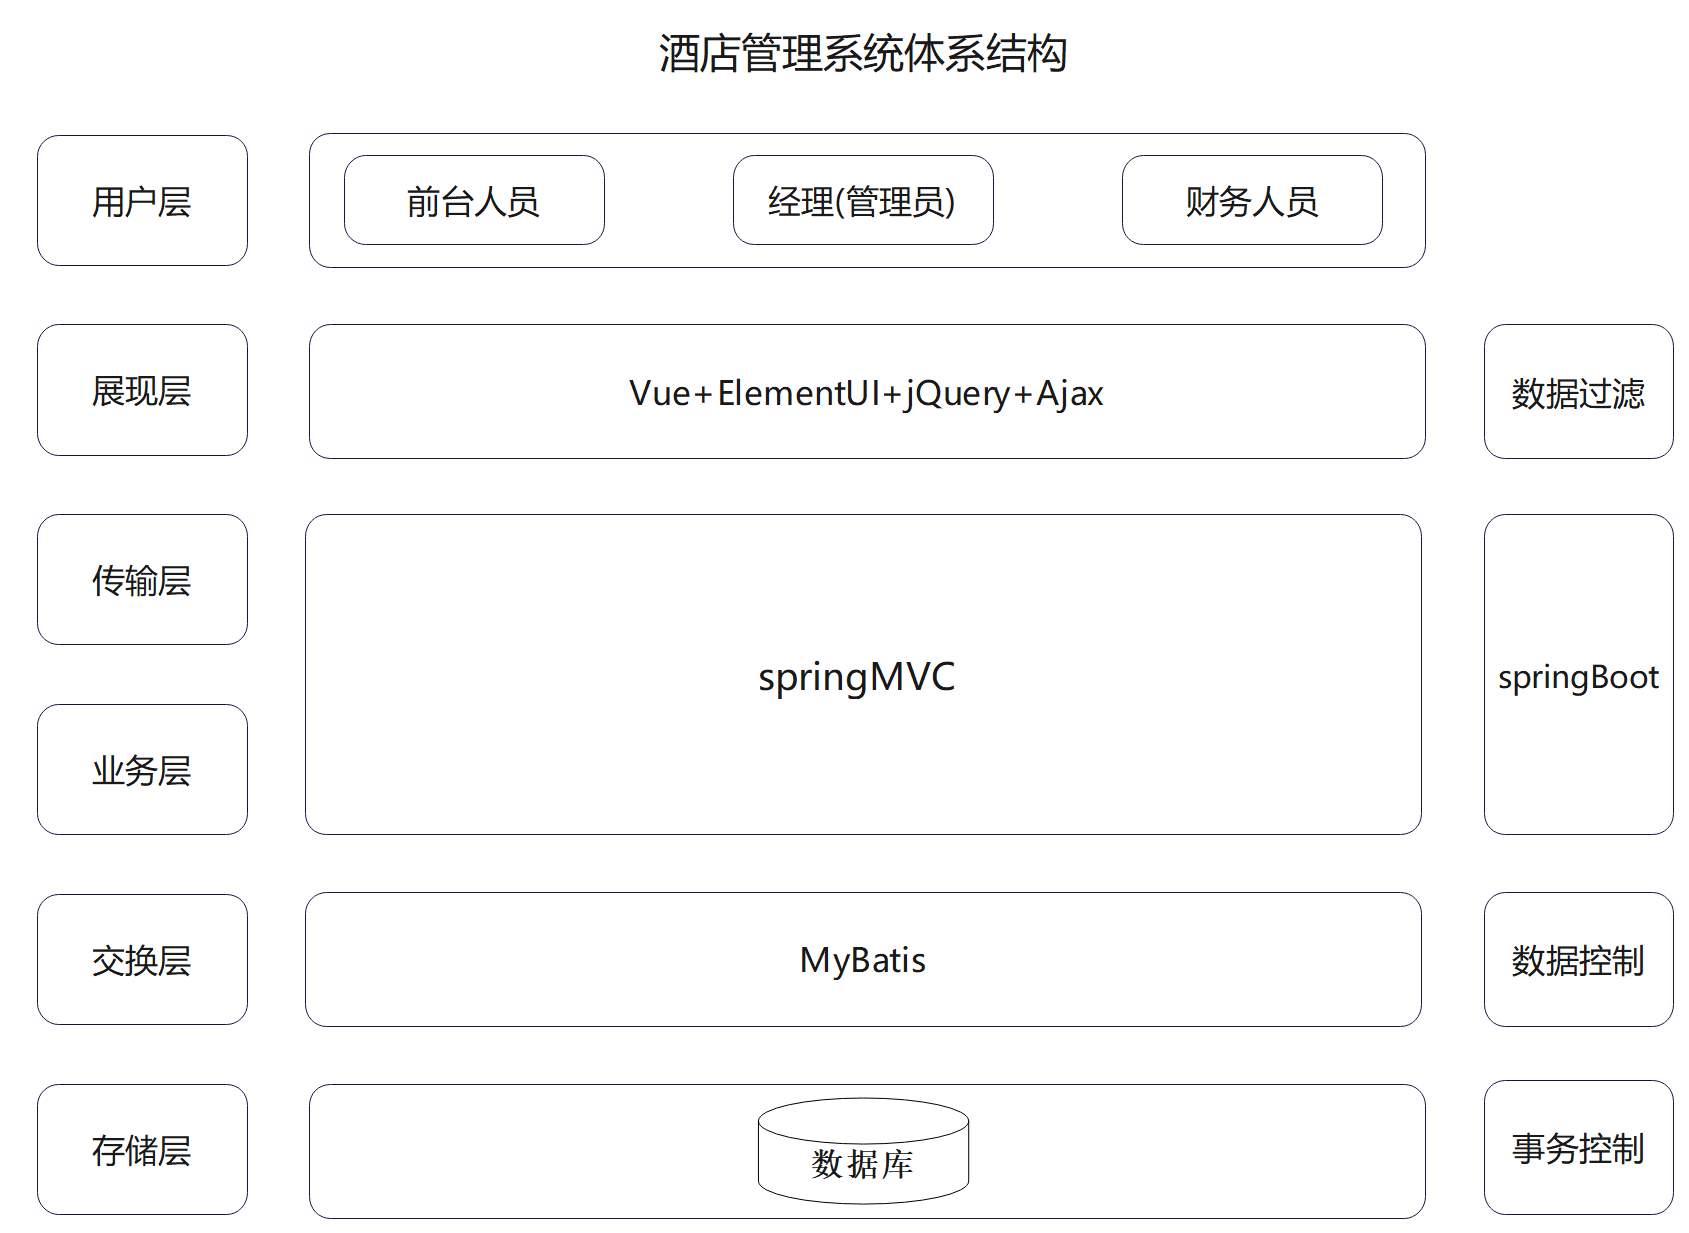 酒店管理系统体系结构
用户层
前台人员
经理(管理员)
财务人员
展现层
Vue+ElementUI+jQuery+Ajax
数据过滤
传输层
springMVC
springBoot
业务层
交换层
MyBatis
数据控制
存储层
数据库
事务控制